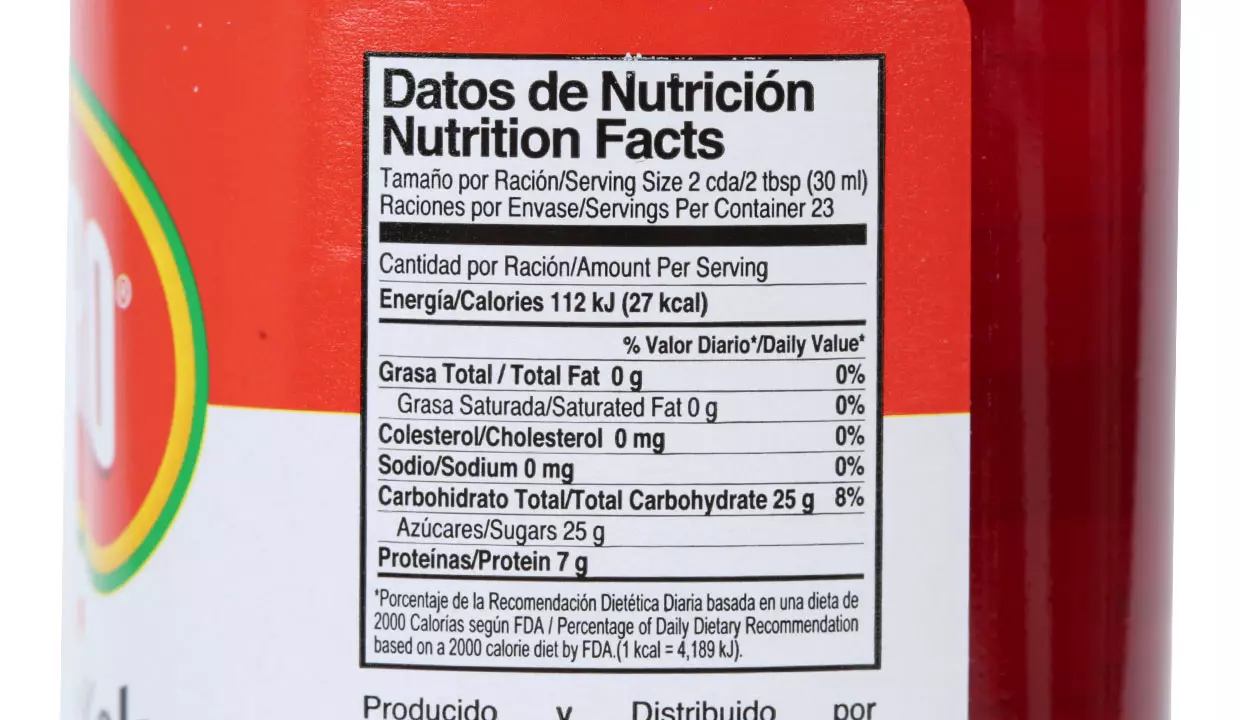 Datos de Nutrición
Nutrition Facts
Tamaño por Ración/Serving Size 2 cda/2 tbsp (30 ml)
Raciones por Envase/Servings Per Container 23
Cantidad por Ración/Amount Per Serving
Energía/Calories 112 kJ (27 kcal)
% Valor Diario*/Daily Value*
Grasa Total / Total Fat 0 g 0%
Grasa Saturada/Saturated Fat 0 g 0%
Colesterol/Cholesterol 0 mg 0%
Sodio/Sodium 0 mg 0%
Carbohidrato Total/Total Carbohydrate 25 g 8%
Azúcares/Sugars 25 g
Proteínas/Protein 7 g
*Porcentaje de la Recomendación Dietética Diaria basada en una dieta de
2000 Calorías según FDA / Percentage of Daily Dietary Recommendation
based on a 2000 calorie diet by FDA.(1 kcal = 4,189 kJ).
Producido y Distribuido por